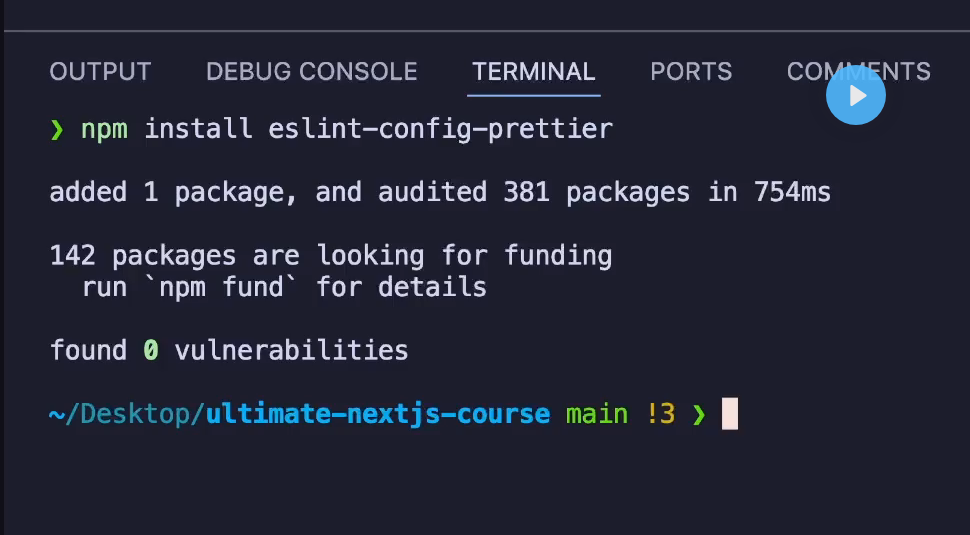 OUTPUT DEBUG CONSOLE TERMINAL PORTS COMMENTS
❯ npm install eslint-config-prettier
added 1 package, and audited 381 packages in 754ms
142 packages are looking for funding
run `npm fund` for details
found 0 vulnerabilities
~/Desktop/ultimate-nextjs-course main !3 ❯